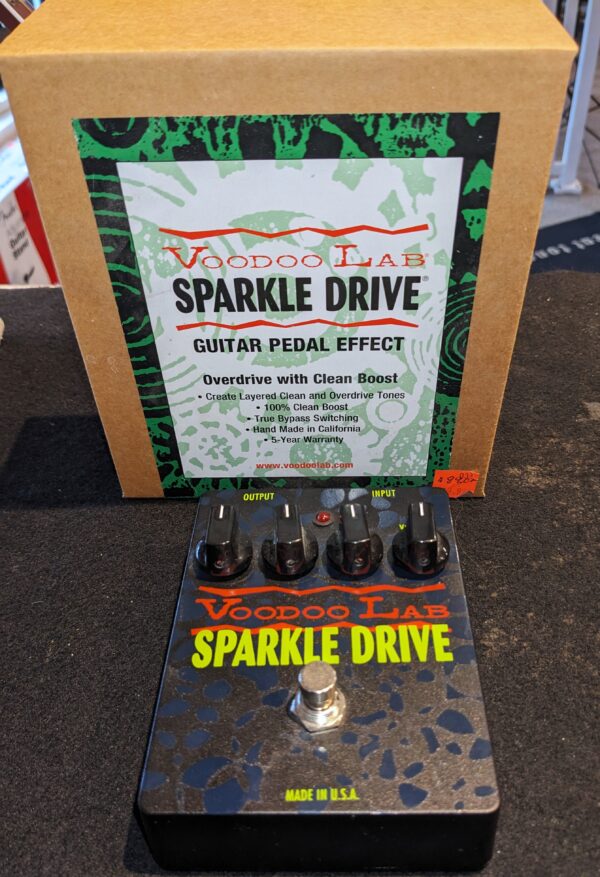 VOODOO LAB
SPARKLE DRIVE®
GUITAR PEDAL EFFECT
Overdrive with Clean Boost
• Create Layered Clean and Overdrive Tones
• 100% Clean Boost
• True Bypass Switching
• Hand Made in California
• 5-Year Warranty
www.voodoolab.com
OUTPUT INPUT
VOODOO LAB
SPARKLE DRIVE
MADE IN U.S.A.